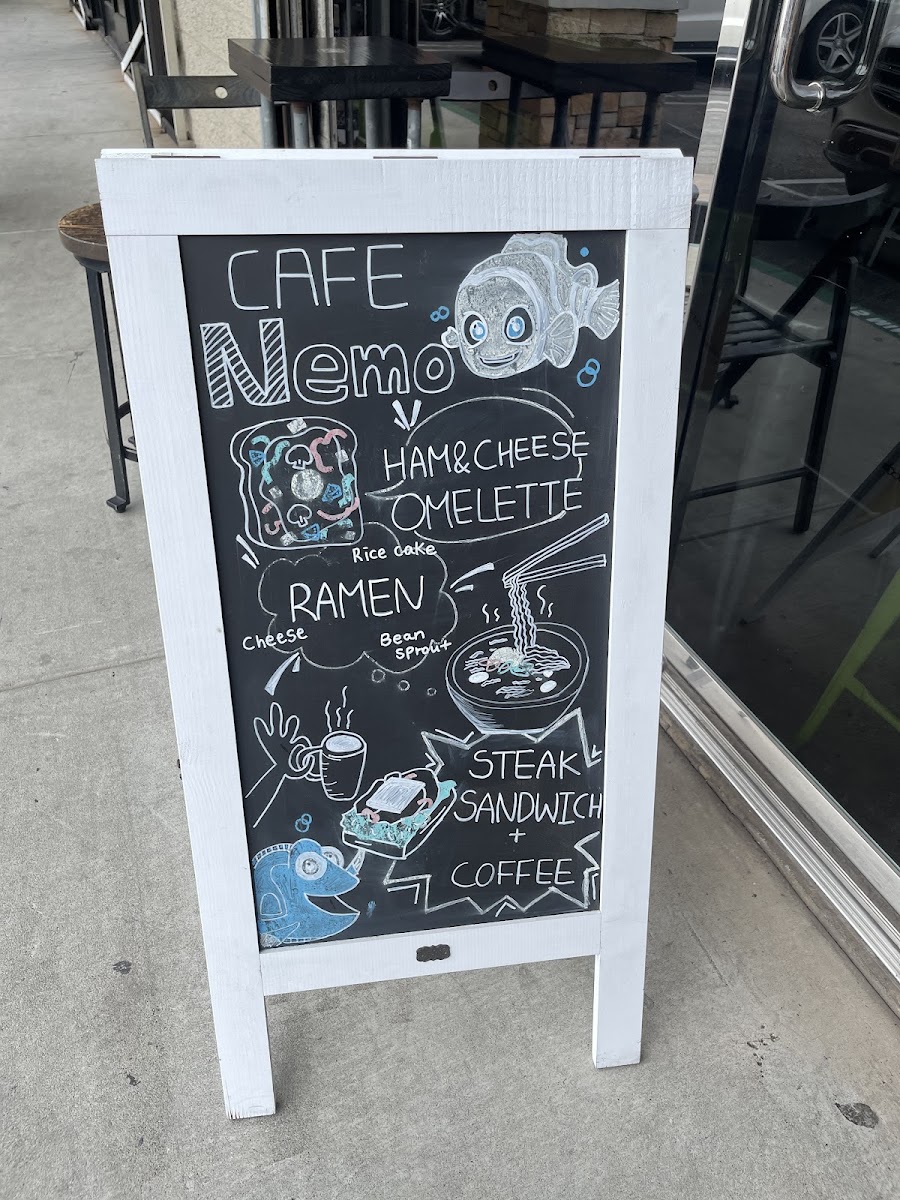 CAFE
Nemo
HAM&CHEESE
OMELETTE
Rice cake
RAMEN
Cheese
Bean
sprout
STEAK
SANDWICH
+
COFFEE